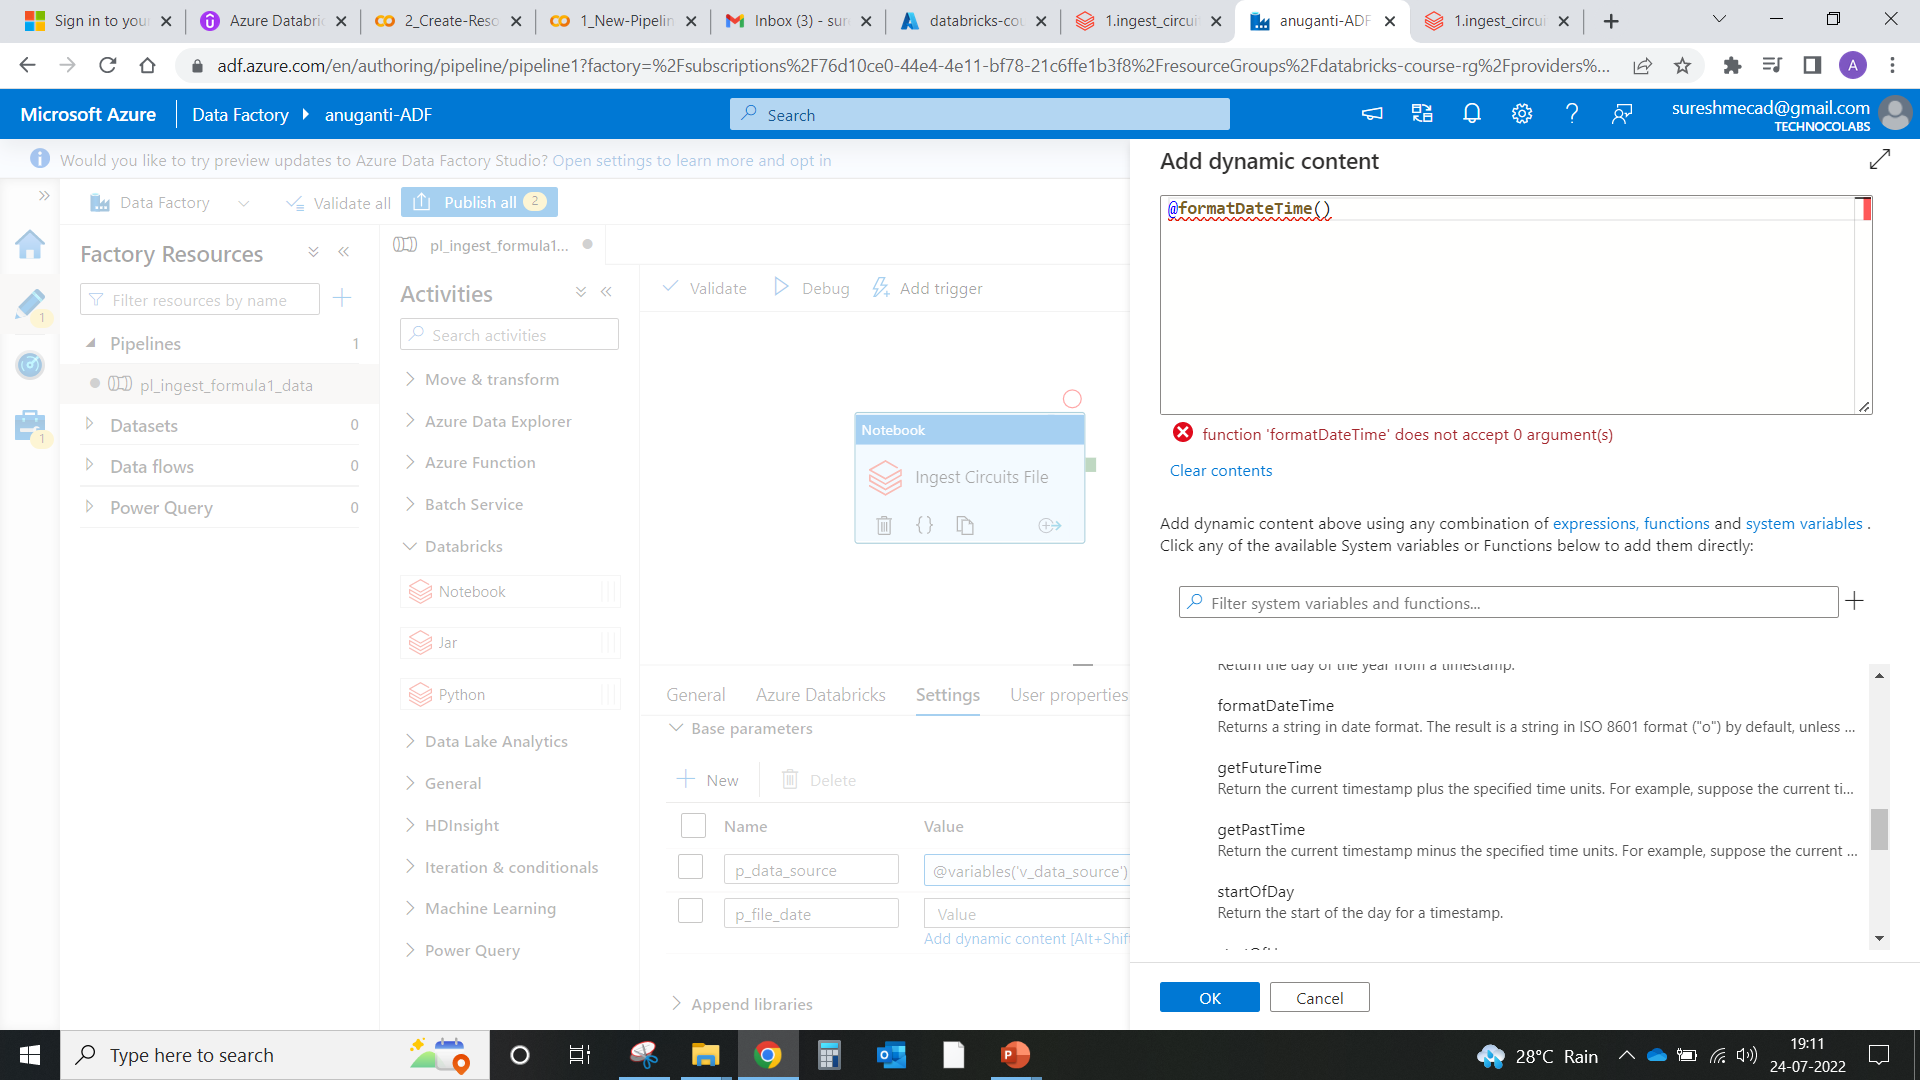 Sign in to your
Azure Databric
2_Create-Reso
1_New-Pipelin
Inbox (3) - sur
databricks-cou
1.ingest_circui
anuganti-ADF
1.ingest_circui
adf.azure.com/en/authoring/pipeline/pipeline1?factory=%2Fsubscriptions%2F76d10ce0-44e4-4e11-bf78-21c6ffe1b3f8%2FresourceGroups%2Fdatabricks-course-rg%2Fproviders%...
A
Microsoft Azure
Data Factory
anuganti-ADF
Search
sureshmecad@gmail.com
TECHNOCOLABS
Would you like to try preview updates to Azure Data Factory Studio? Open settings to learn more and opt in
Data Factory
Validate all
Publish all 2
Factory Resources
Filter resources by name
1
1
Pipelines 1
pl_ingest_formula1_data
Datasets 0
Data flows 0
Power Query 0
pl_ingest_formula1...
Activities
Search activities
Move & transform
Azure Data Explorer
Azure Function
Batch Service
Databricks
Notebook
Jar
Python
Data Lake Analytics
General
HDInsight
Iteration & conditionals
Machine Learning
Power Query
Validate
Debug
Add trigger
Notebook
Ingest Circuits File
General
Azure Databricks
Settings
User properties
Base parameters
New
Delete
Name
Value
p_data_source
@variables('v_data_source')
p_file_date
Value
Add dynamic content [Alt+Shif
Append libraries
Add dynamic content
@formatDateTime()
function 'formatDateTime' does not accept 0 argument(s)
Clear contents
Add dynamic content above using any combination of expressions, functions and system variables .
Click any of the available System variables or Functions below to add them directly:
Filter system variables and functions...
Return the day of the year from a timestamp.
formatDateTime
Returns a string in date format. The result is a string in ISO 8601 format ("o") by default, unless ...
getFutureTime
Return the current timestamp plus the specified time units. For example, suppose the current ti...
getPastTime
Return the current timestamp minus the specified time units. For example, suppose the current ...
startOfDay
Return the start of the day for a timestamp.
OK
Cancel
Type here to search
28°C Rain
19:11
24-07-2022